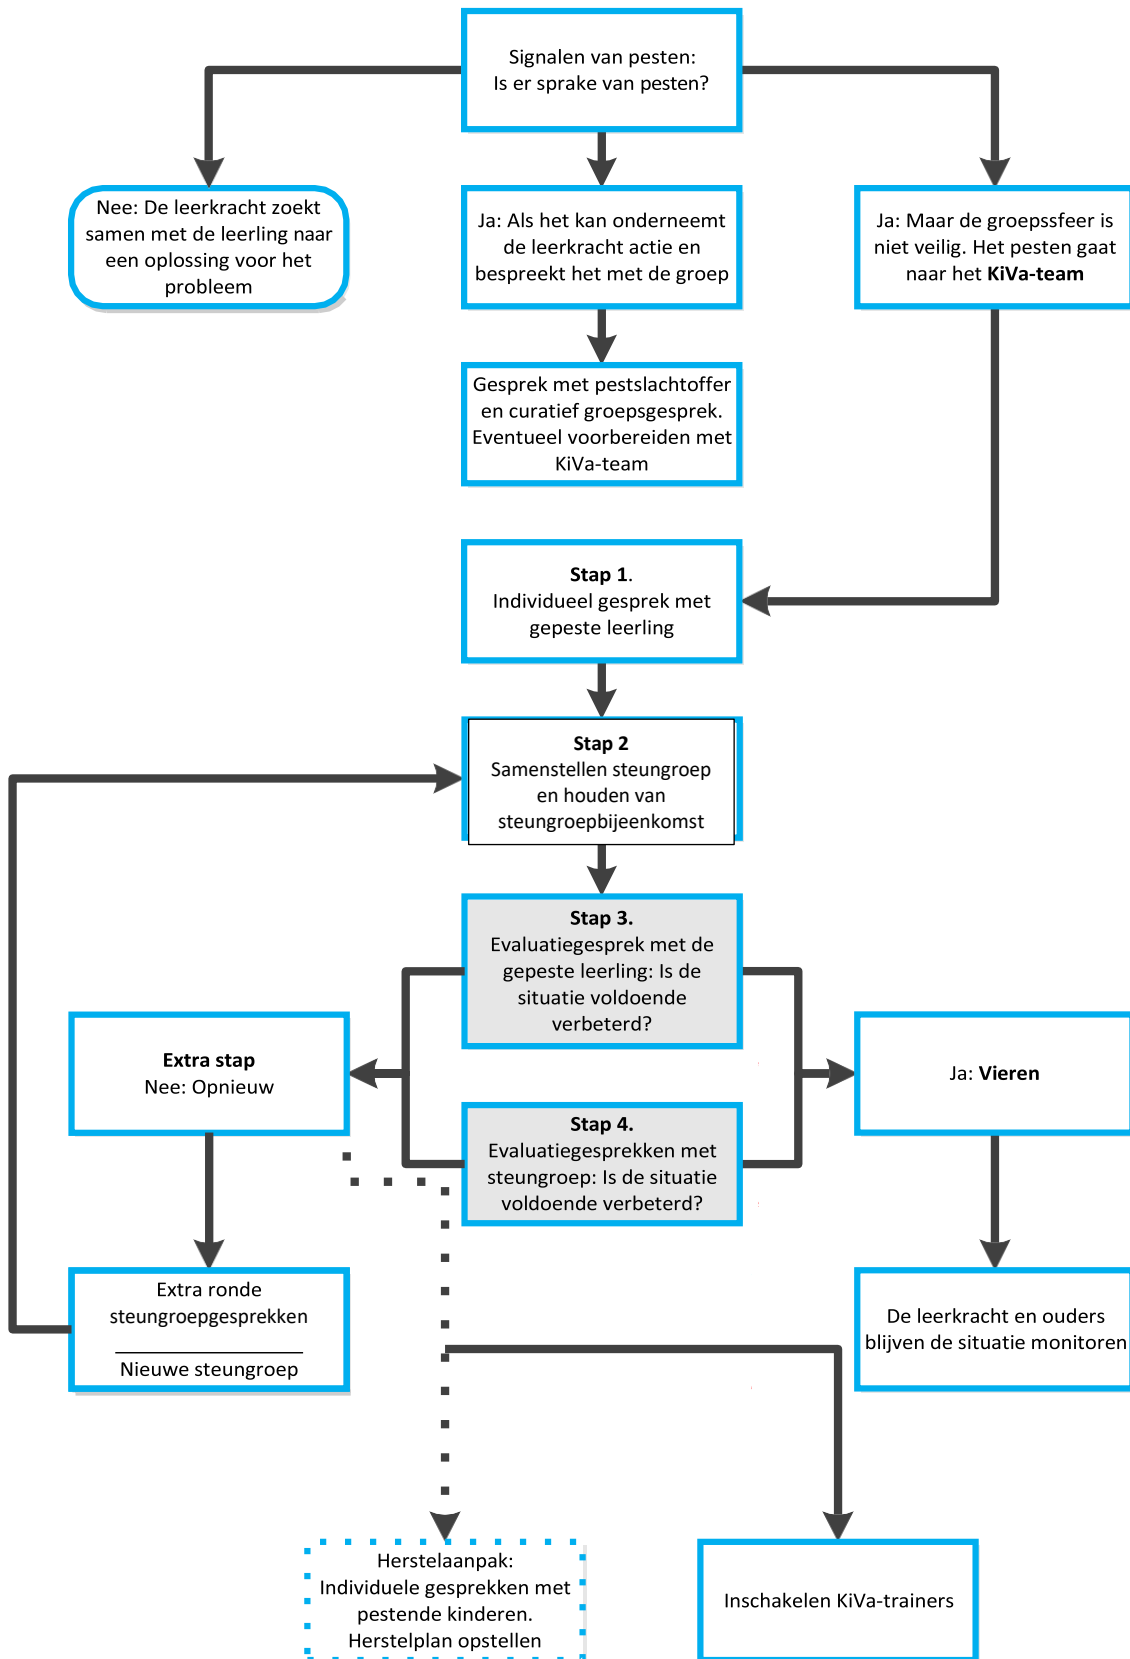 Signalen van pesten:
Is er sprake van pesten?
Nee: De leerkracht zoekt
samen met de leerling naar
een oplossing voor het
probleem
Ja: Als het kan onderneemt
de leerkracht actie en
bespreekt het met de groep
Ja: Maar de groepssfeer is
niet veilig. Het pesten gaat
naar het KiVa-team
Gesprek met pestslachtoffer
en curatief groepsgesprek.
Eventueel voorbereiden met
KiVa-team
Stap 1.
Individueel gesprek met
gepeste leerling
Stap 2
Samenstellen steungroep
en houden van
steungroepbijeenkomst
Stap 3.
Evaluatiegesprek met de
gepeste leerling: Is de
situatie voldoende
verbeterd?
Extra stap
Nee: Opnieuw
Ja: Vieren
Stap 4.
Evaluatiegesprekken met
steungroep: Is de situatie
voldoende verbeterd?
Extra ronde
steungroepgesprekken
Nieuwe steungroep
De leerkracht en ouders
blijven de situatie monitoren
Herstelaanpak:
Individuele gesprekken met
pestende kinderen.
Herstelplan opstellen
Inschakelen KiVa-trainers